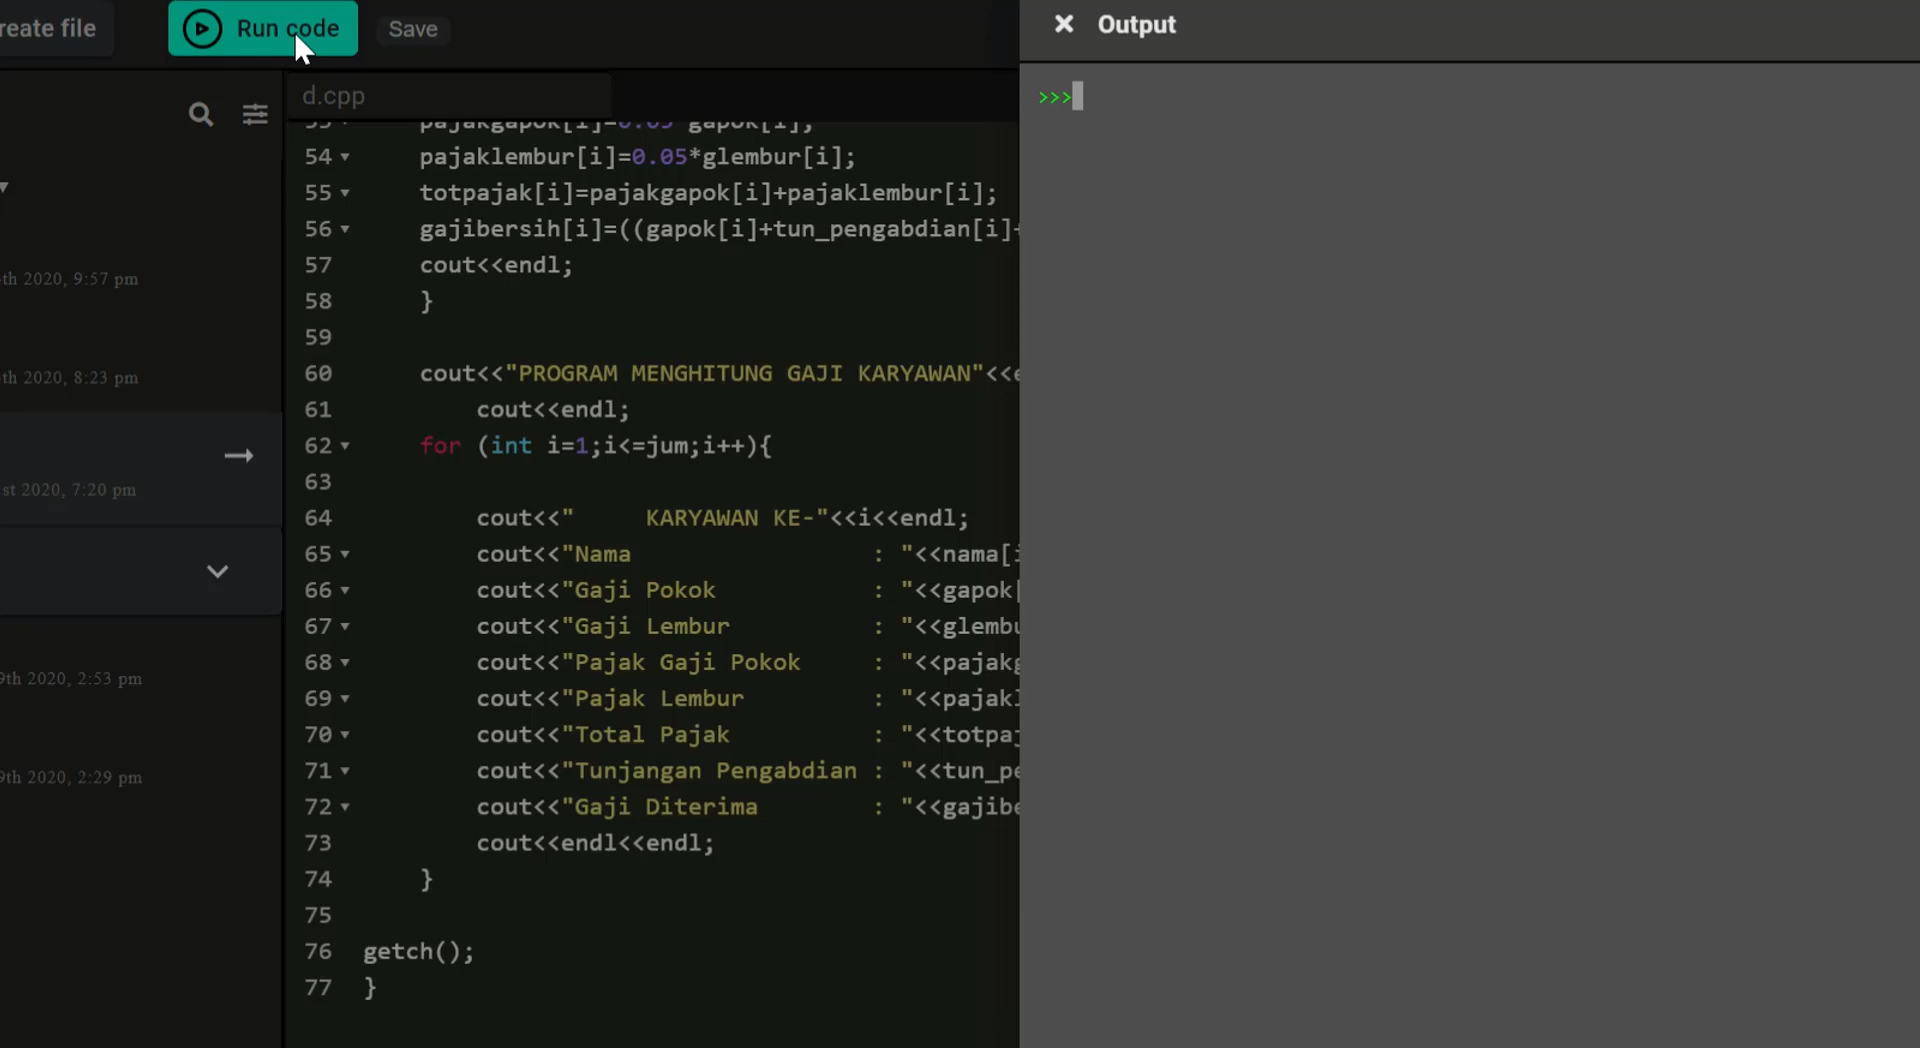 reate file
Run code
Save
× Output
d.cpp
>>>
53 pajakgapok[i]=0.05*gapok[i];
54 pajaklembur[i]=0.05*glembur[i];
55 totpajak[i]=pajakgapok[i]+pajaklembur[i];
56 gajibersih[i]=((gapok[i]+tun_pengabdian[i]+
57 cout<<endl;
58 }
59
60 cout<<"PROGRAM MENGHITUNG GAJI KARYAWAN"<<e
61 cout<<endl;
62 for (int i=1;i<=jum;i++){
63
64 cout<<"     KARYAWAN KE-"<<i<<endl;
65 cout<<"Nama                 : "<<nama[i
66 cout<<"Gaji Pokok           : "<<gapok[
67 cout<<"Gaji Lembur          : "<<glembu
68 cout<<"Pajak Gaji Pokok     : "<<pajakg
69 cout<<"Pajak Lembur         : "<<pajakl
70 cout<<"Total Pajak          : "<<totpaj
71 cout<<"Tunjangan Pengabdian : "<<tun_pe
72 cout<<"Gaji Diterima        : "<<gajibe
73 cout<<endl<<endl;
74 }
75
76 getch();
77 }
th 2020, 9:57 pm
th 2020, 8:23 pm
st 2020, 7:20 pm
9th 2020, 2:53 pm
9th 2020, 2:29 pm